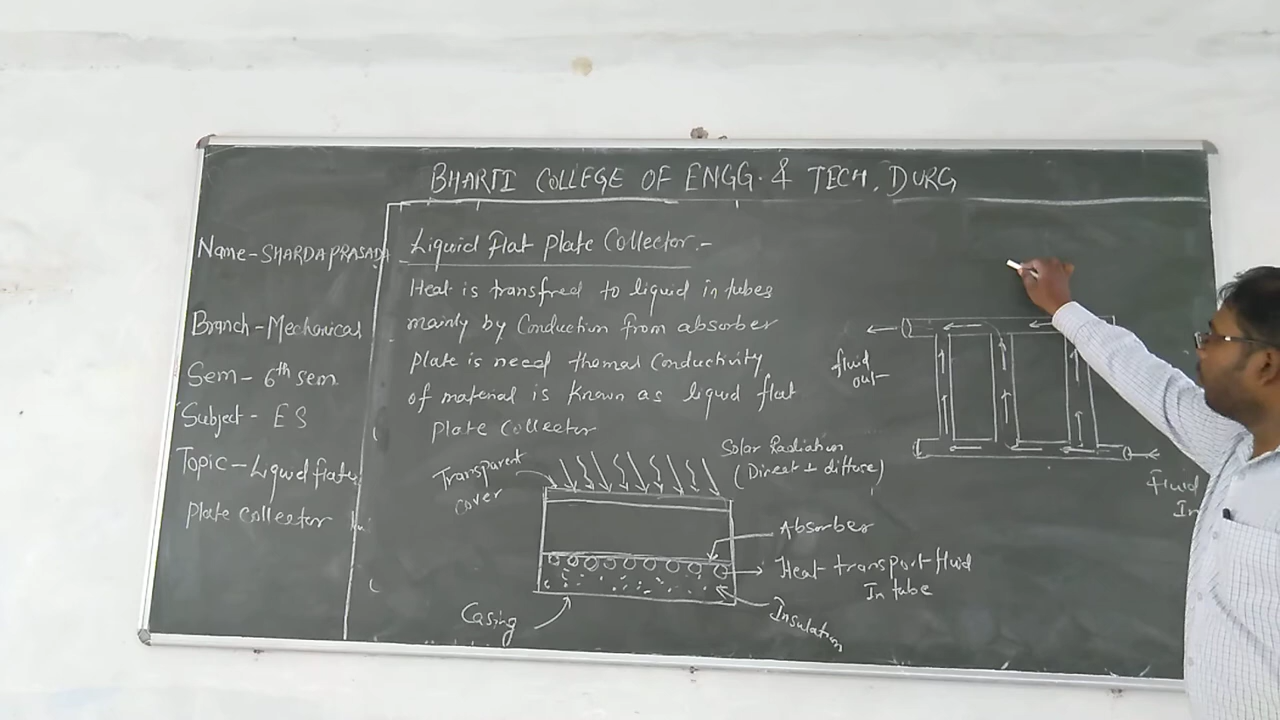 BHARTI COLLEGE OF ENGG. & TECH, DURG
Name - SHARDA PRASAD
Branch - Mechanical
Sem - 6th sem.
Subject - ES
Topic - Liquid flat
Plate Collector
Liquid Flat Plate Collector. -
Heat is transfred to liquid in tubes
mainly by Conduction from absorber
Plate is need thermal Conductivity
of material is known as liquid flat
Plate Collector
Transparent
cover
Solar Radiation
(Direct + diffuse)
Absorber
Heat transport fluid
In tube
Insulation
Casing
fluid
out
Fluid
In